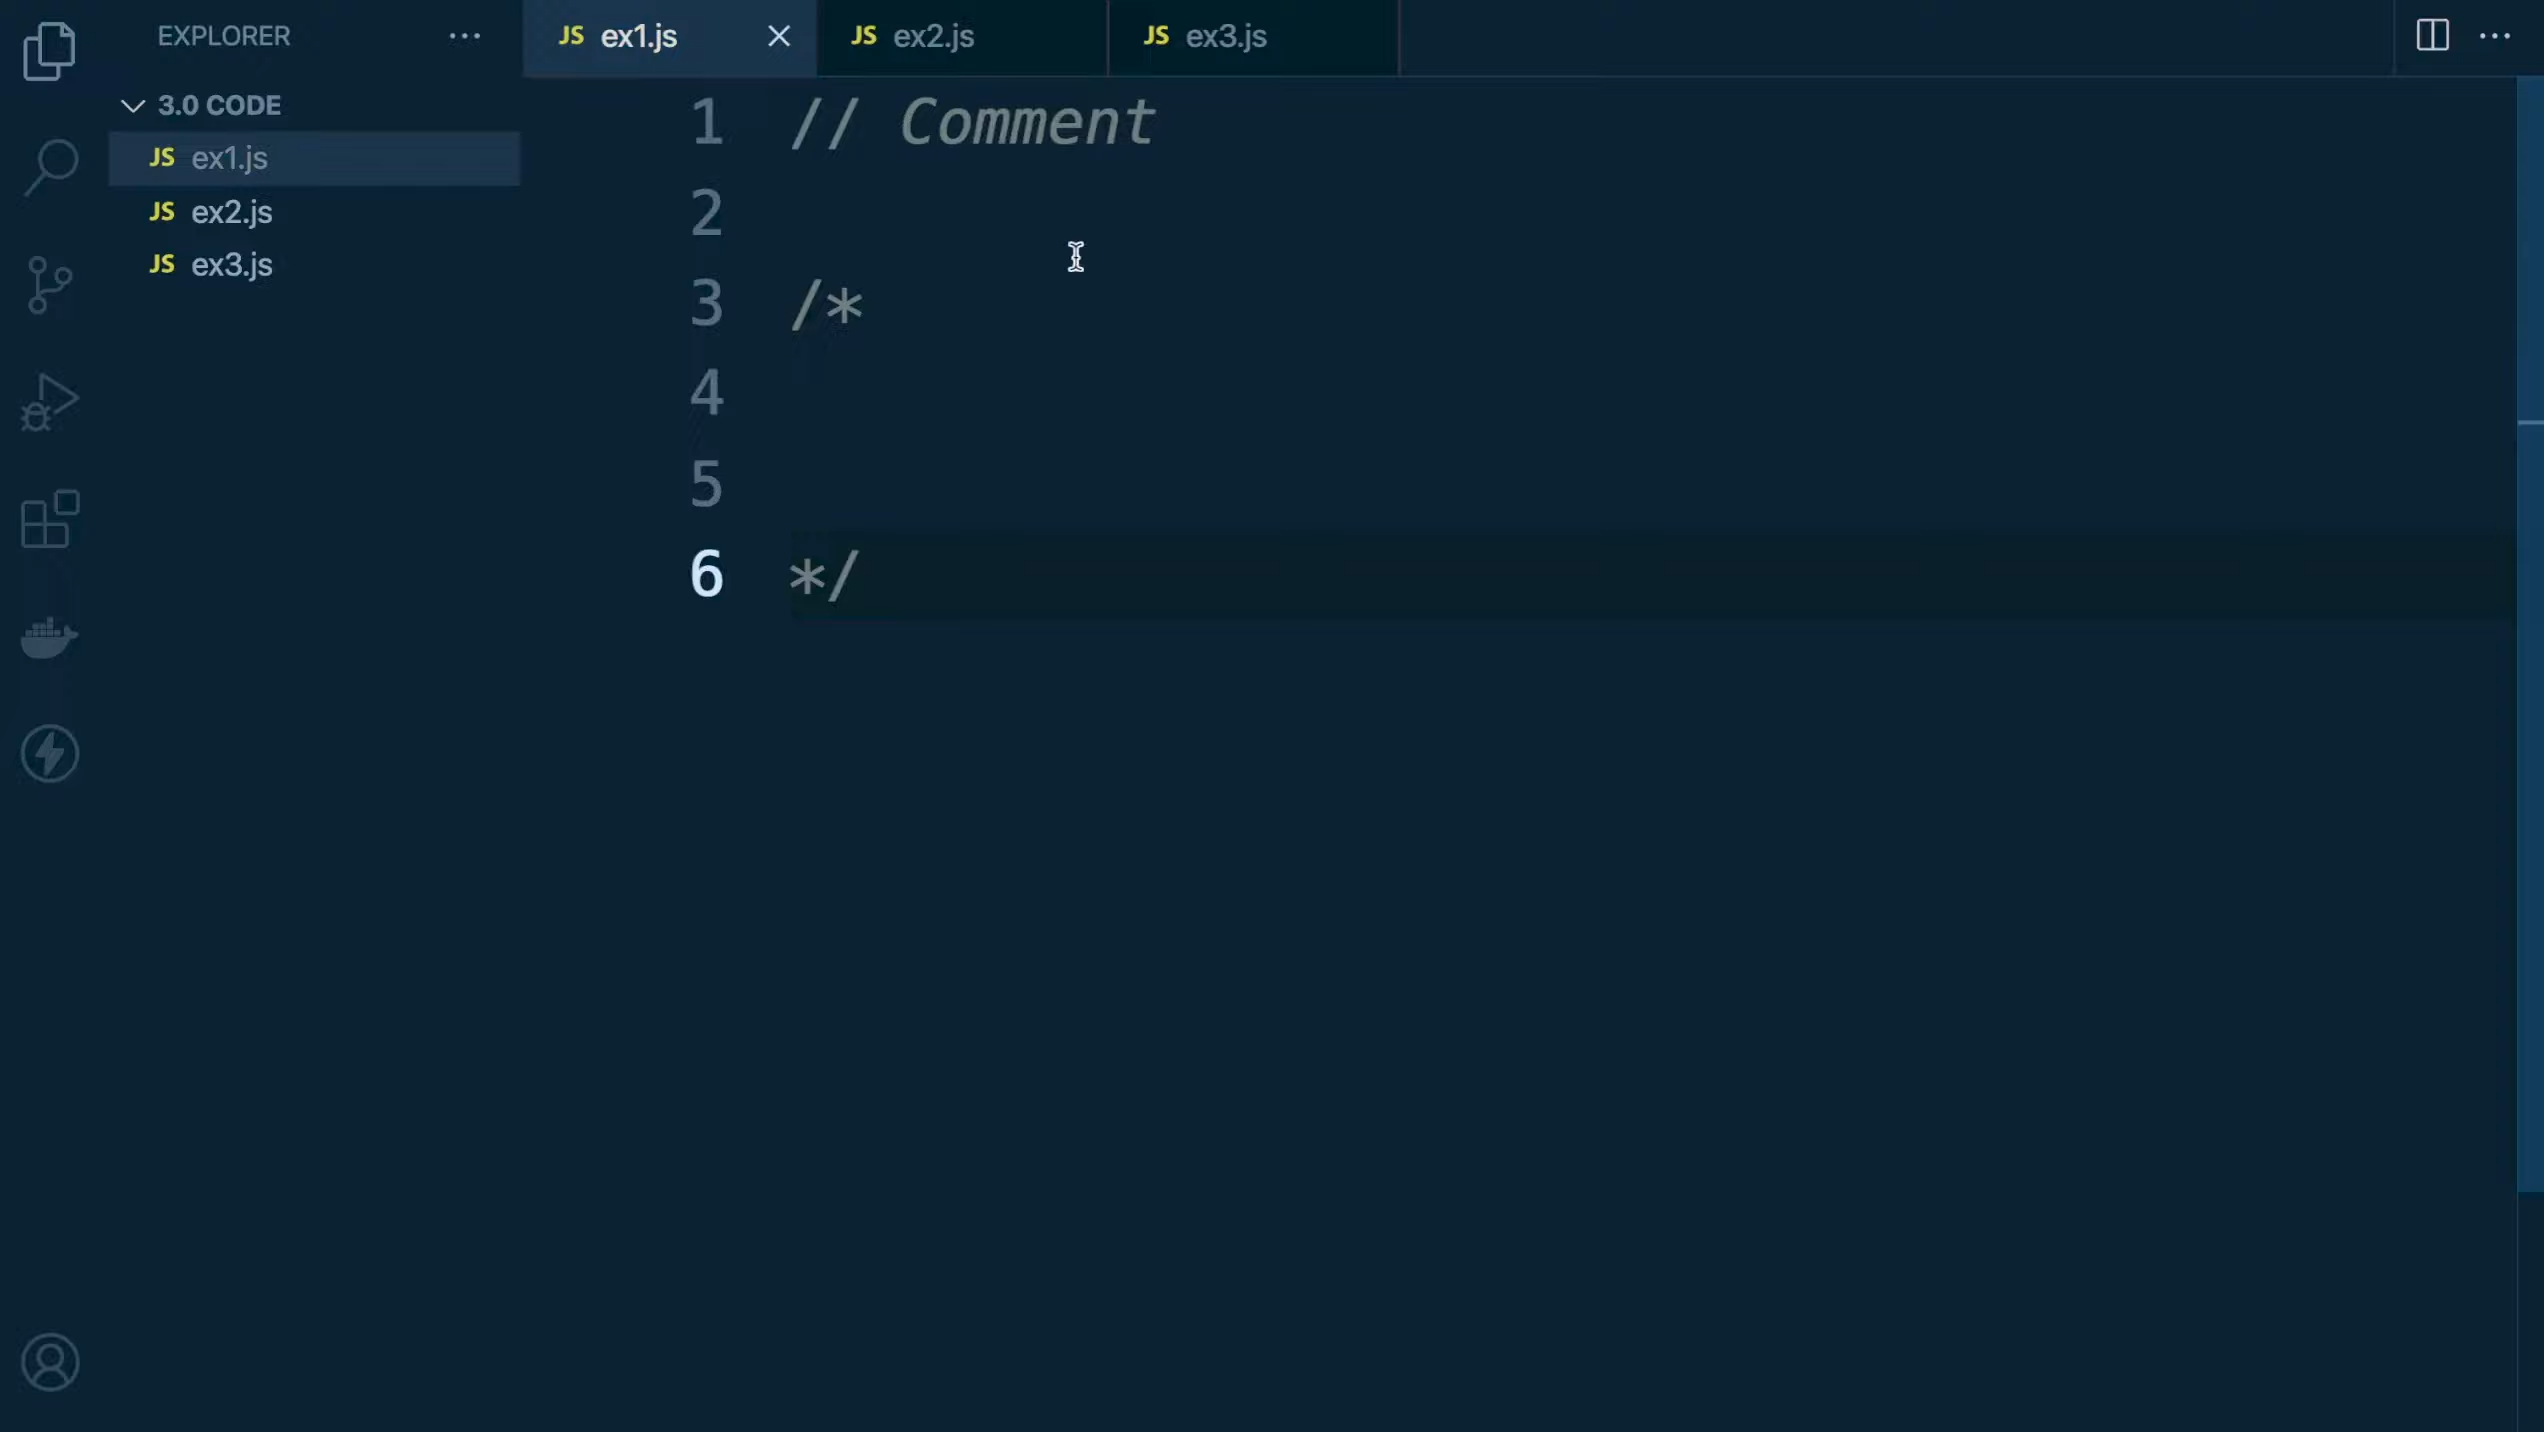 EXPLORER
3.0 CODE
JS ex1.js
JS ex2.js
JS ex3.js
JS ex1.js
JS ex2.js
JS ex3.js
1 // Comment
2
3 /*
4
5
6 */